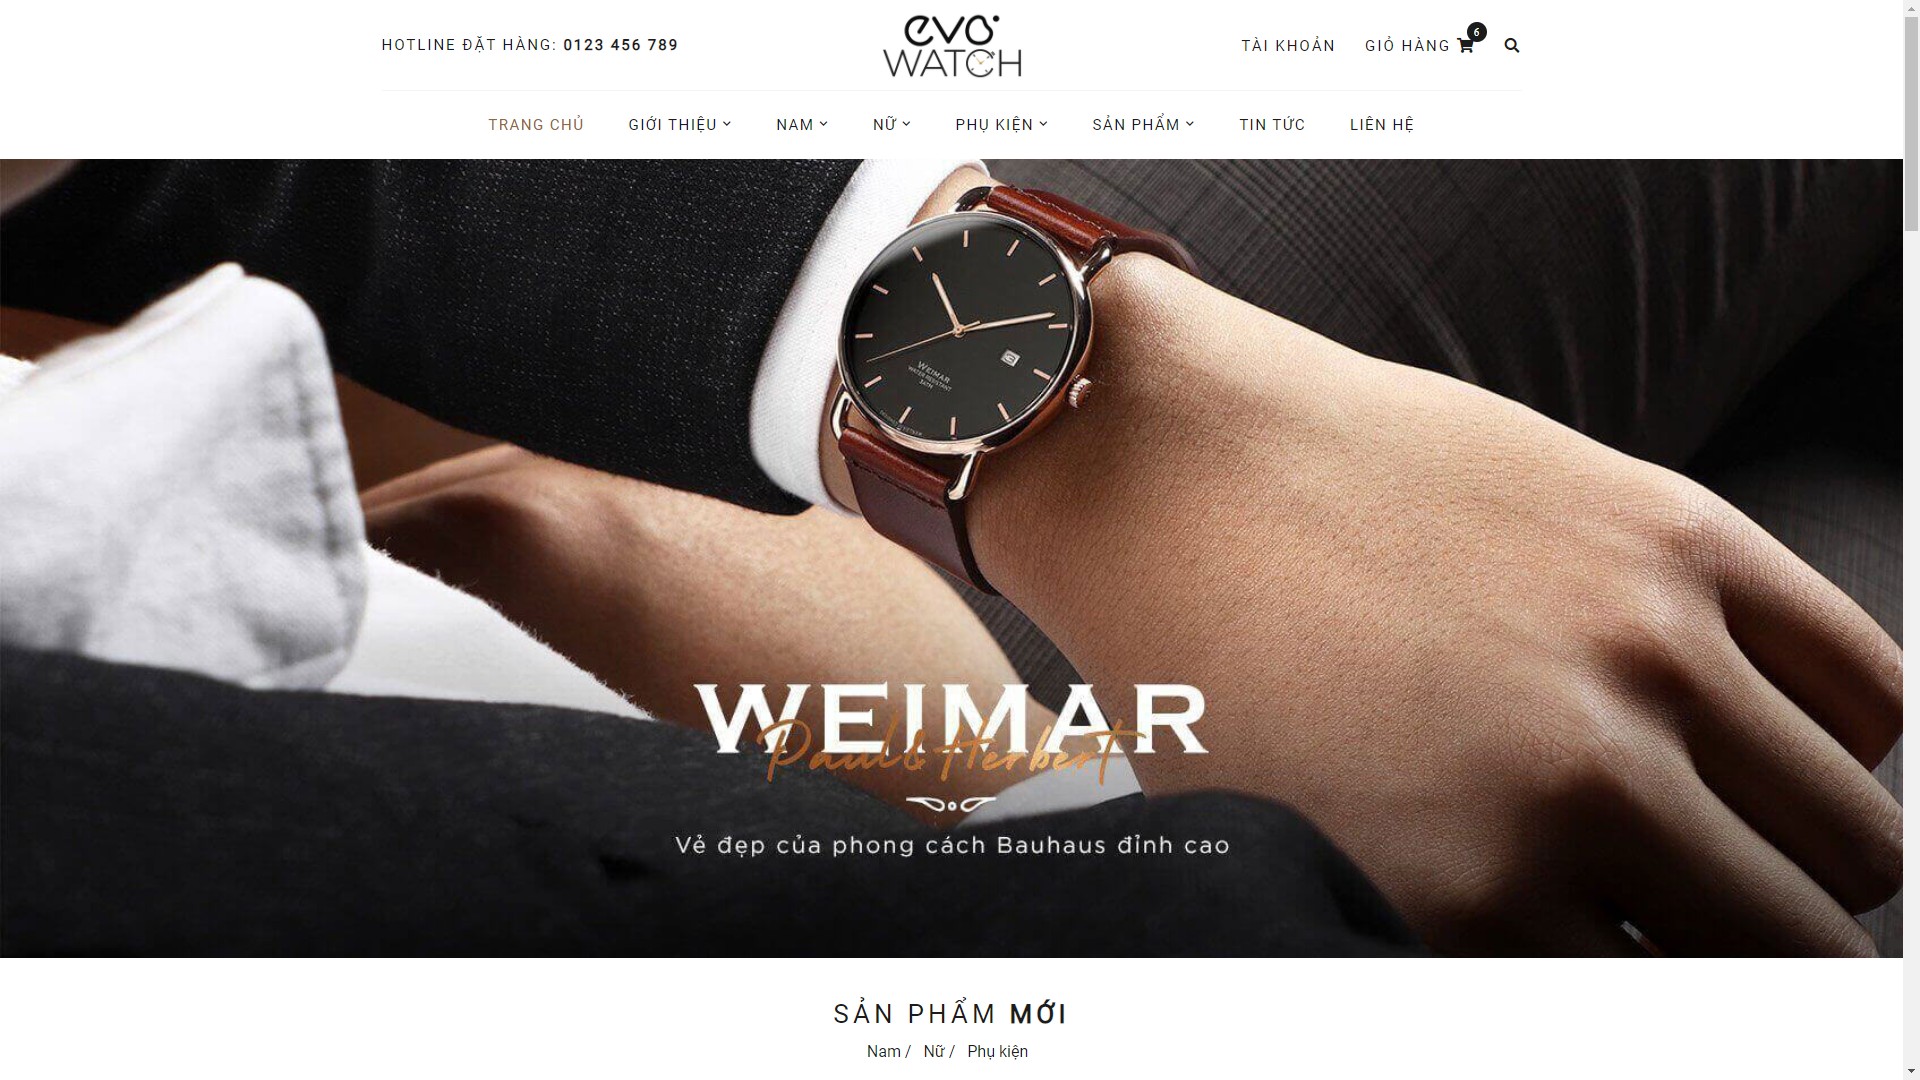 HOTLINE ĐẶT HÀNG: 0123 456 789
evo
WATCH
TÀI KHOẢN
GIỎ HÀNG
6
TRANG CHỦ
GIỚI THIỆU
NAM
NỮ
PHỤ KIỆN
SẢN PHẨM
TIN TỨC
LIÊN HỆ
WEIMAR
WATER RESISTANT
3ATM
WEIMAR
Paul & Herbert
Vẻ đẹp của phong cách Bauhaus đỉnh cao
SẢN PHẨM MỚI
Nam / Nữ / Phụ kiện